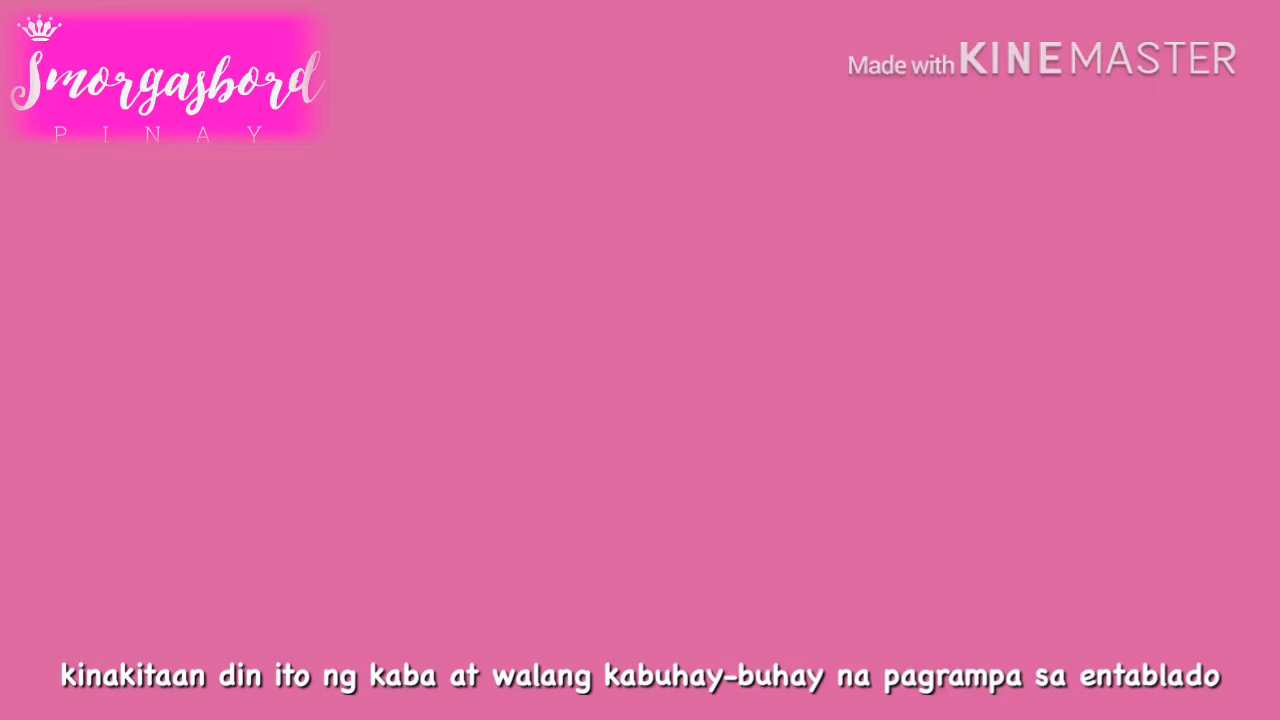 Smorgasbord
PINAY
Made with KINEMASTER
kinakitaan din ito ng kaba at walang kabuhay-buhay na pagrampa sa entablado